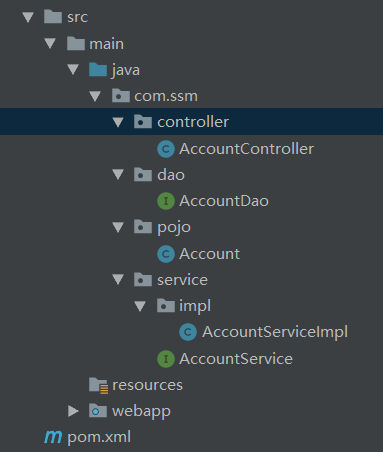 src
main
java
com.ssm
controller
C AccountController
dao
I AccountDao
pojo
C Account
service
impl
C AccountServiceImpl
I AccountService
resources
webapp
m pom.xml